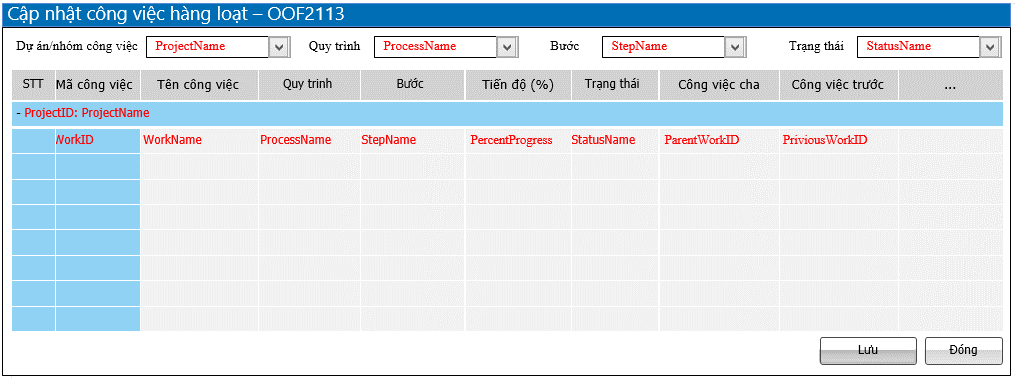 Cập nhật công việc hàng loạt – OOF2113
Dự án/nhóm công việc ProjectName Quy trình ProcessName Bước StepName Trạng thái StatusName
STT Mã công việc Tên công việc Quy trình Bước Tiến độ (%) Trạng thái Công việc cha Công việc trước ...
- ProjectID: ProjectName
WorkID WorkName ProcessName StepName PercentProgress StatusName ParentWorkID PriviousWorkID
Lưu Đóng